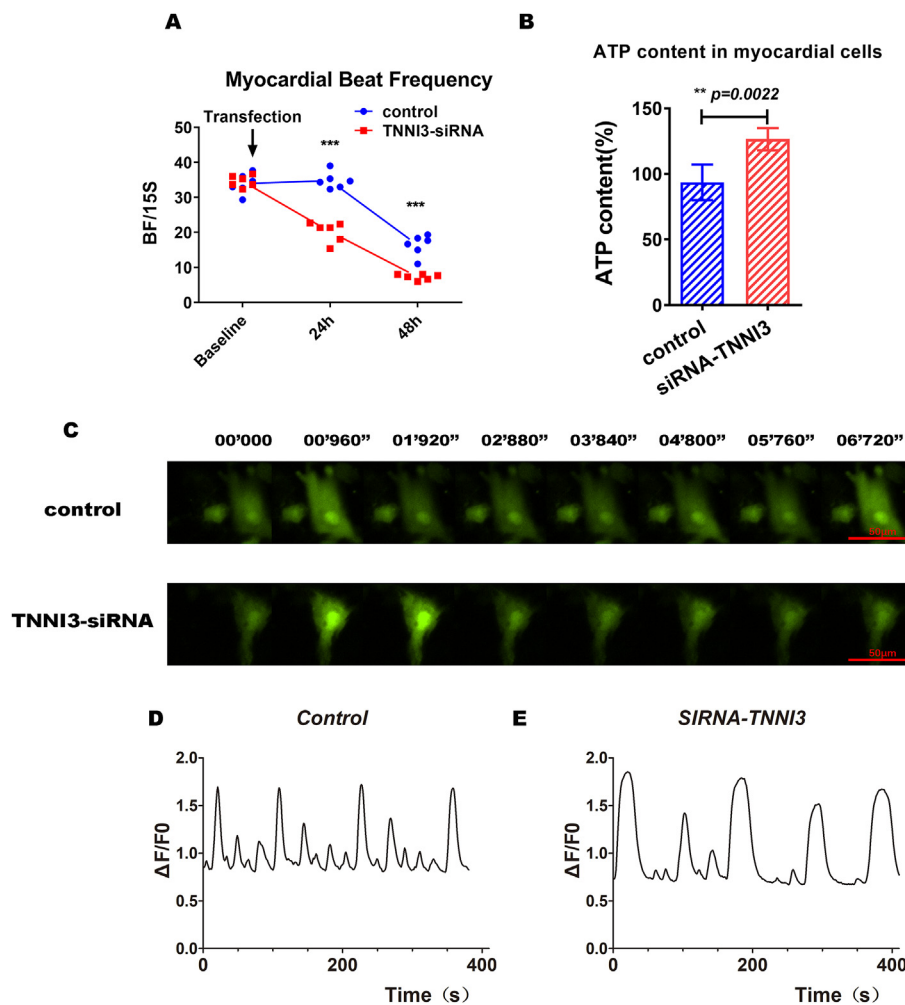 A
Myocardial Beat Frequency
Transfection
control
TNNI3-siRNA
***
***
BF/15S
50
40
30
20
10
0
Baseline
24h
48h
B
ATP content in myocardial cells
** p=0.0022
ATP content(%)
150
100
50
0
control
siRNA-TNNI3
C
00’000 00’960” 01’920” 02’880” 03’840” 04’800” 05’760” 06’720”
control
50μm
TNNI3-siRNA
50μm
D
Control
ΔF/F0
2.0
1.5
1.0
0.5
0.0
0 200 400
Time（s）
E
SIRNA-TNNI3
ΔF/F0
2.0
1.5
1.0
0.5
0.0
0 200 400
Time（s）